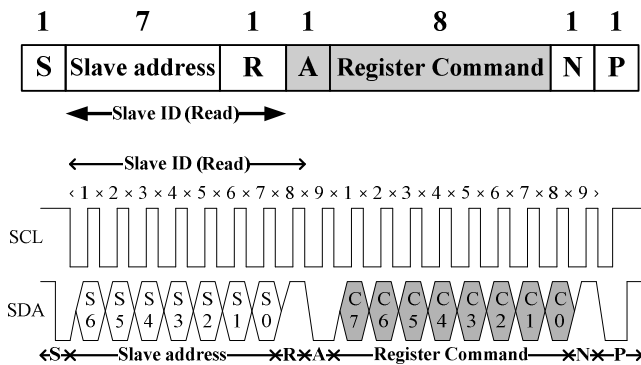 1 7 1 1 8 1 1
S Slave address R A Register Command N P
Slave ID (Read)
Slave ID (Read)
‹ 1 × 2 × 3 × 4 × 5 × 6 × 7 × 8 × 9 × 1 × 2 × 3 × 4 × 5 × 6 × 7 × 8 × 9 ›
SCL
SDA S6 S5 S4 S3 S2 S1 S0 C7 C6 C5 C4 C3 C2 C1 C0
S Slave address R A Register Command N P